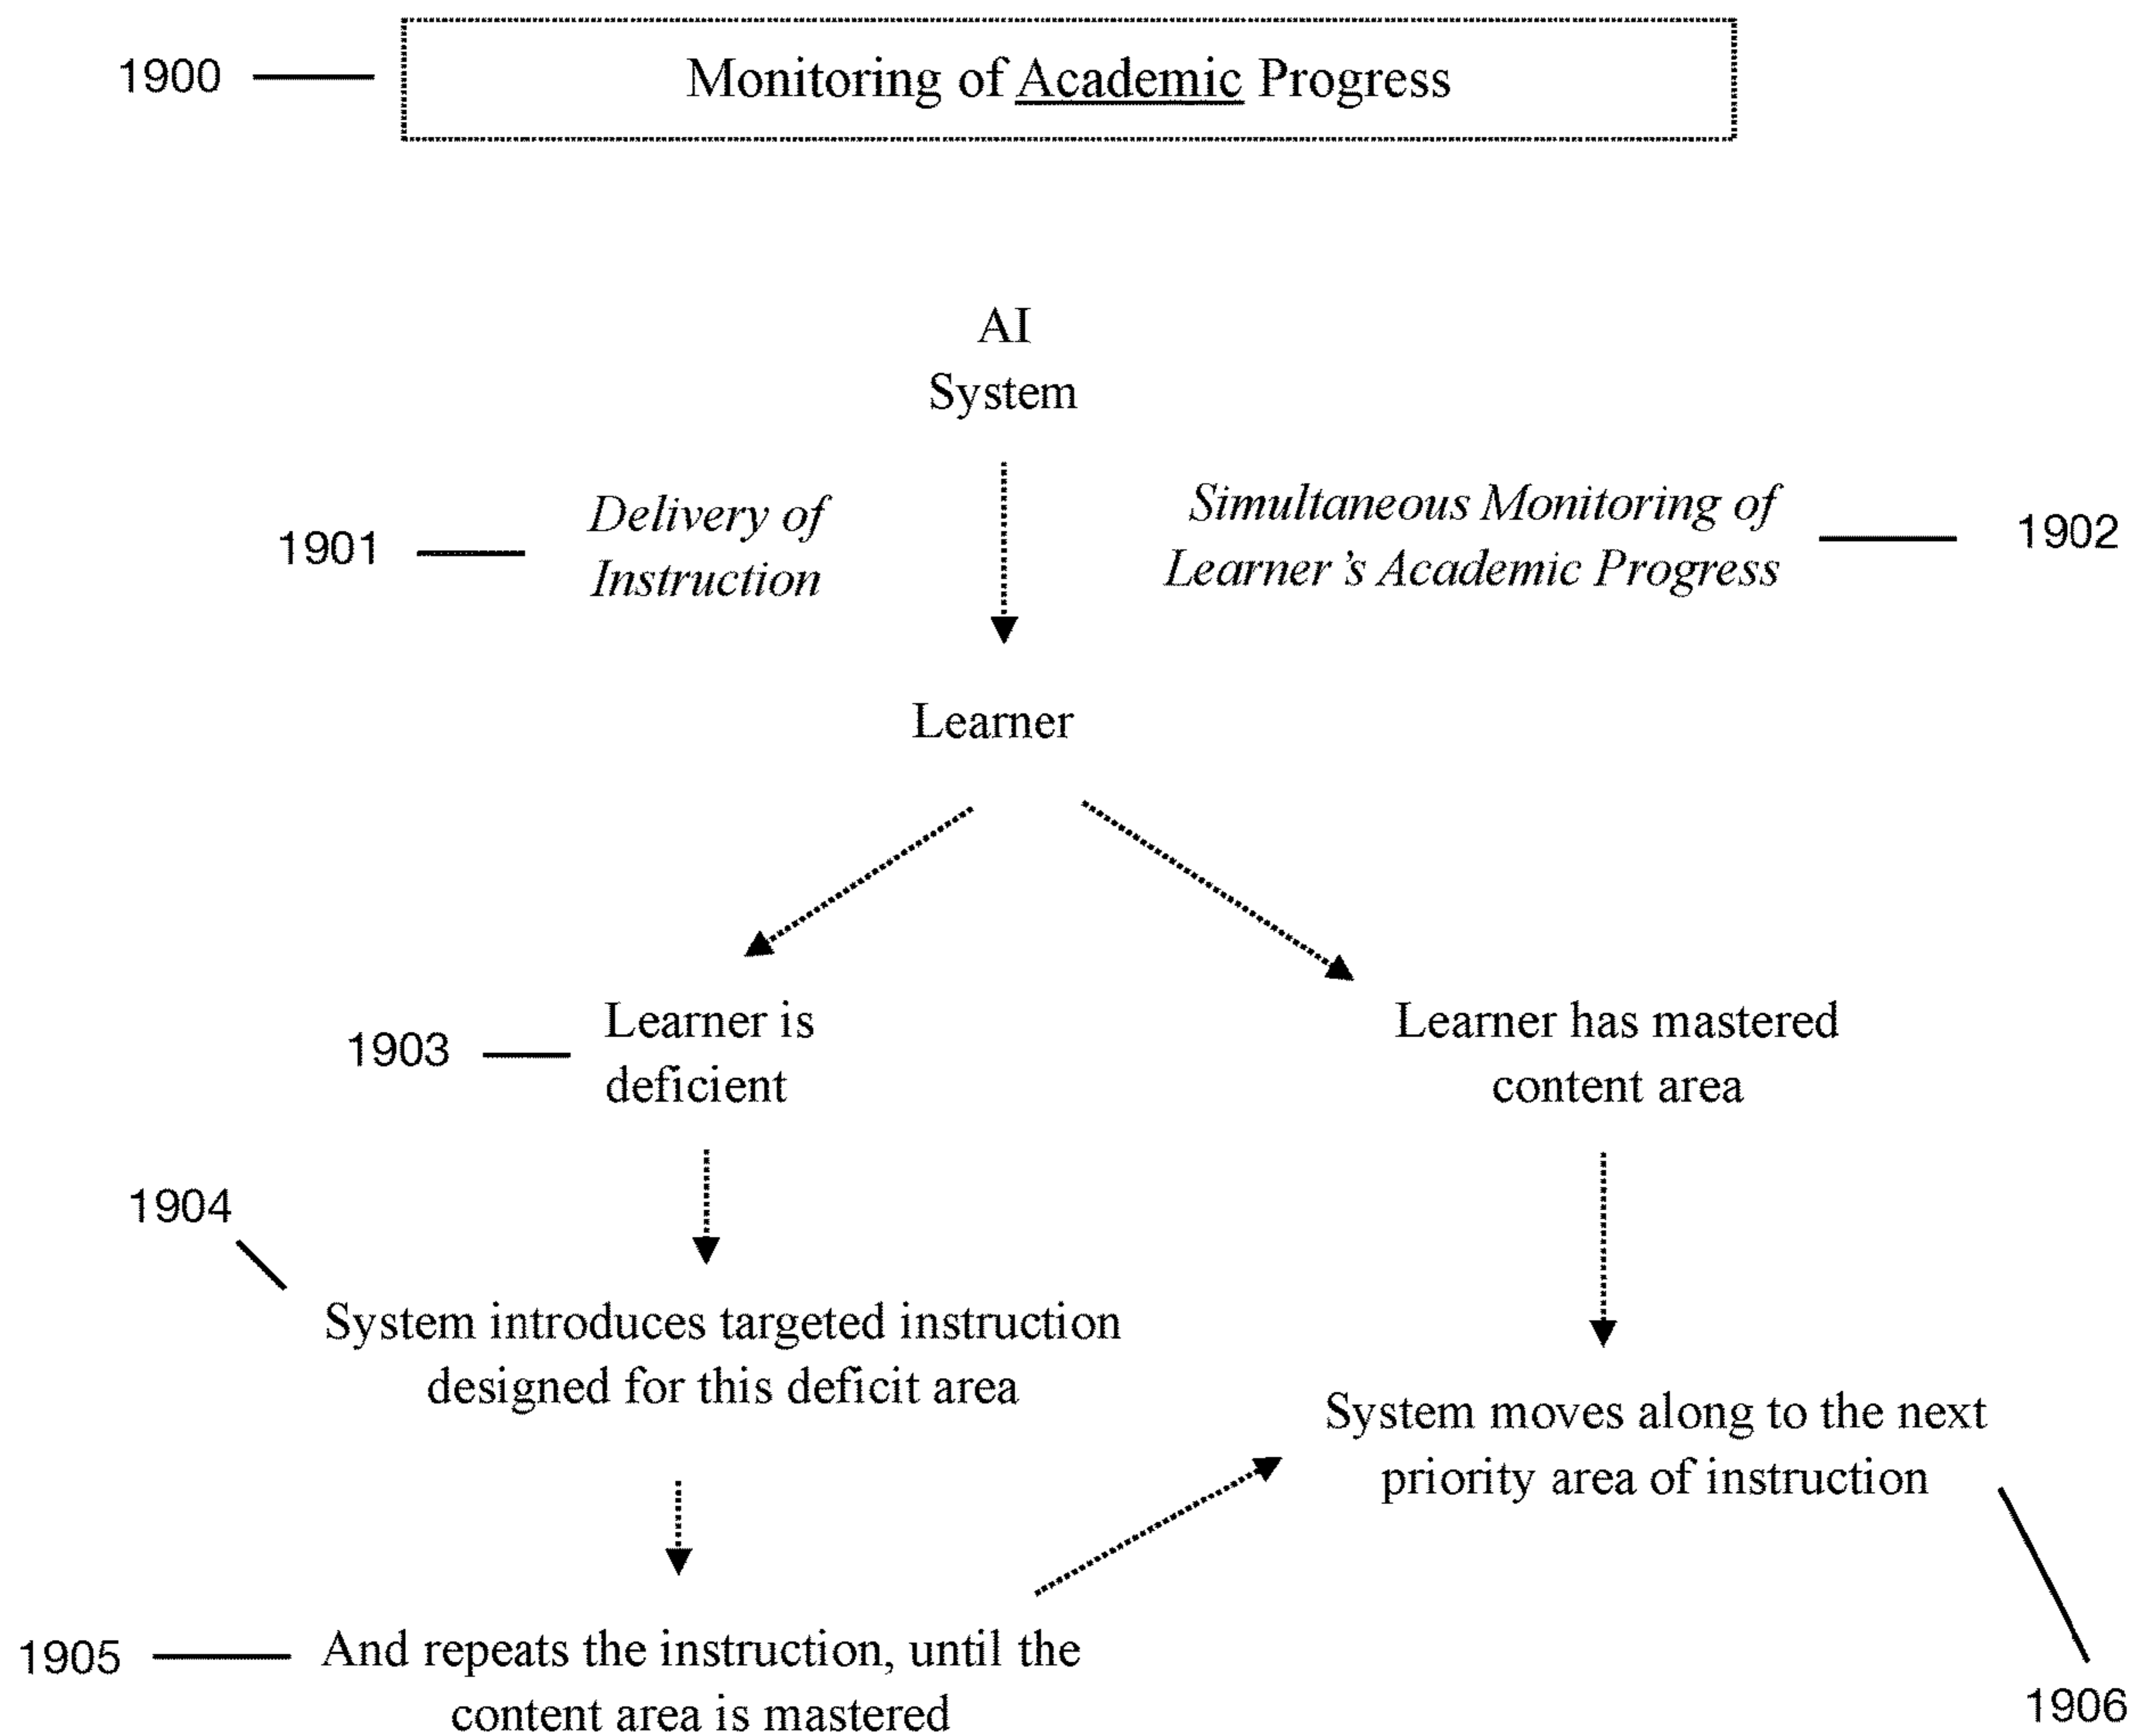 1900
Monitoring of Academic Progress
AI
System
1901
Delivery of
Instruction
Simultaneous Monitoring of
Learner's Academic Progress
1902
Learner
1903
Learner is
deficient
Learner has mastered
content area
1904
System introduces targeted instruction
designed for this deficit area
System moves along to the next
priority area of instruction
1905
And repeats the instruction, until the
content area is mastered
1906